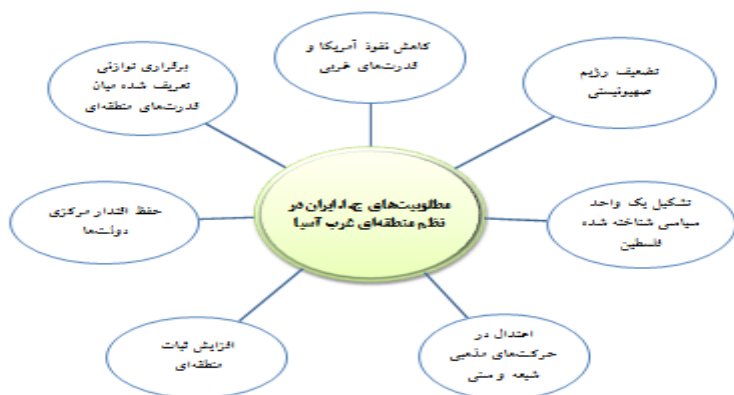 کاهش نفوذ آمریکا و
قدرت‌های غربی
تضعیف رژیم
صهیونیستی
تشکیل یک واحد
سیاسی شناخته شده
فلسطین
اعتدال در
حرکت‌های مذهبی
شیعه و سنی
افزایش ثبات
منطقه‌ای
حفظ اقتدار مرکزی
دولت‌ها
برقراری توازنی
تعریف شده میان
قدرت‌های منطقه‌ای
مطلوبیت‌های ج.ا.ایران در
نظم منطقه‌ای غرب آسیا